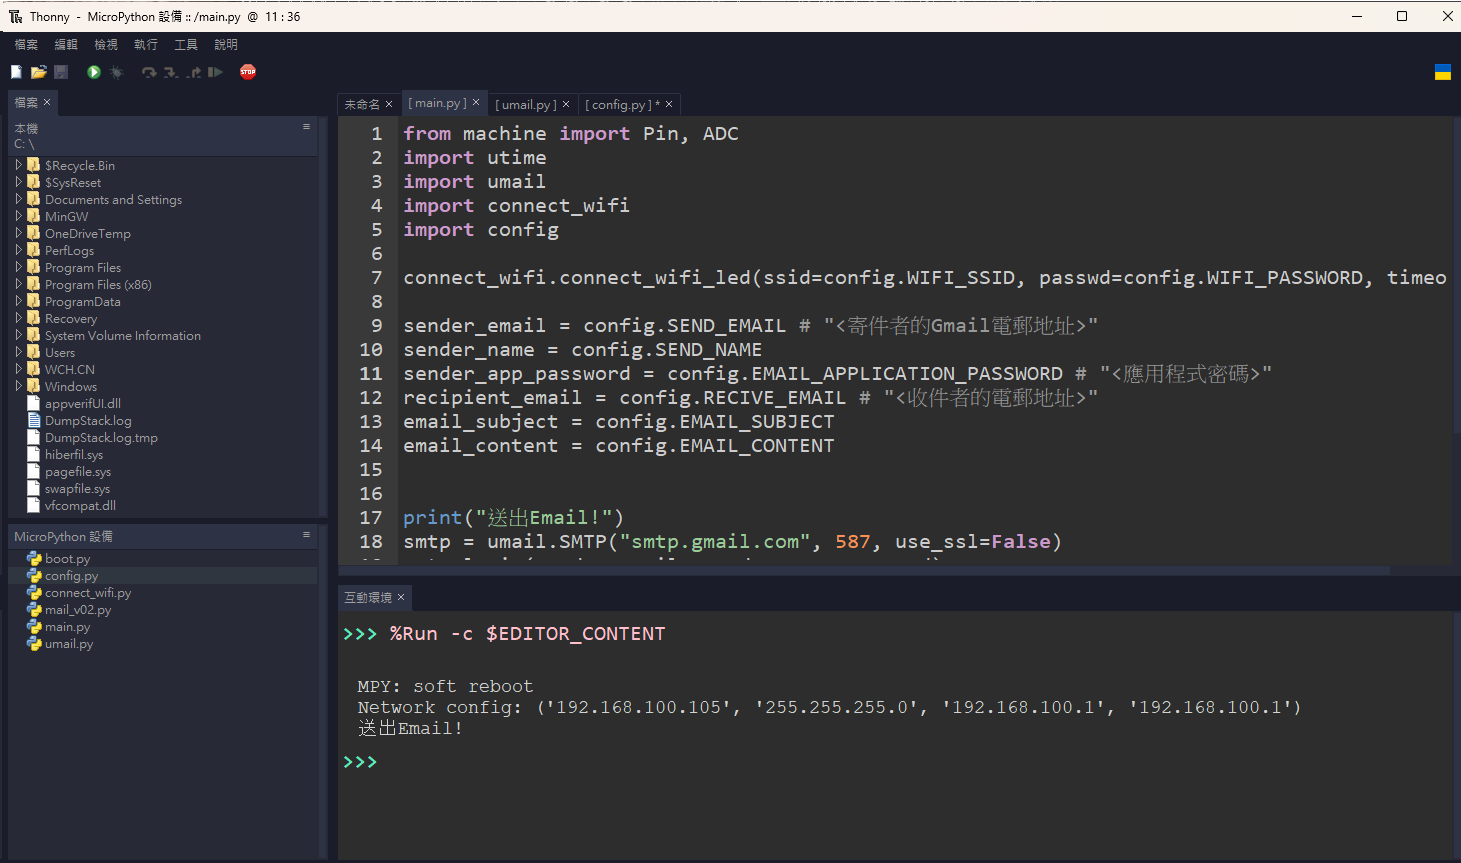 Thonny - MicroPython 設備 :: /main.py @ 11 : 36
檔案 編輯 檢視 執行 工具 說明
STOP
檔案 ×
本機
C: \
$Recycle.Bin
$SysReset
Documents and Settings
MinGW
OneDriveTemp
PerfLogs
Program Files
Program Files (x86)
ProgramData
Recovery
System Volume Information
Users
WCH.CN
Windows
appverifUI.dll
DumpStack.log
DumpStack.log.tmp
hiberfil.sys
pagefile.sys
swapfile.sys
vfcompat.dll
MicroPython 設備
boot.py
config.py
connect_wifi.py
mail_v02.py
main.py
umail.py
未命名 × [ main.py ] × [ umail.py ] × [ config.py ] * ×
1 from machine import Pin, ADC
2 import utime
3 import umail
4 import connect_wifi
5 import config
6
7 connect_wifi.connect_wifi_led(ssid=config.WIFI_SSID, passwd=config.WIFI_PASSWORD, timeo
8
9 sender_email = config.SEND_EMAIL # "<寄件者的Gmail電郵地址>"
10 sender_name = config.SEND_NAME
11 sender_app_password = config.EMAIL_APPLICATION_PASSWORD # "<應用程式密碼>"
12 recipient_email = config.RECIVE_EMAIL # "<收件者的電郵地址>"
13 email_subject = config.EMAIL_SUBJECT
14 email_content = config.EMAIL_CONTENT
15
16
17 print("送出Email!")
18 smtp = umail.SMTP("smtp.gmail.com", 587, use_ssl=False)
互動環境 ×
>>> %Run -c $EDITOR_CONTENT
MPY: soft reboot
Network config: ('192.168.100.105', '255.255.255.0', '192.168.100.1', '192.168.100.1')
送出Email!
>>>